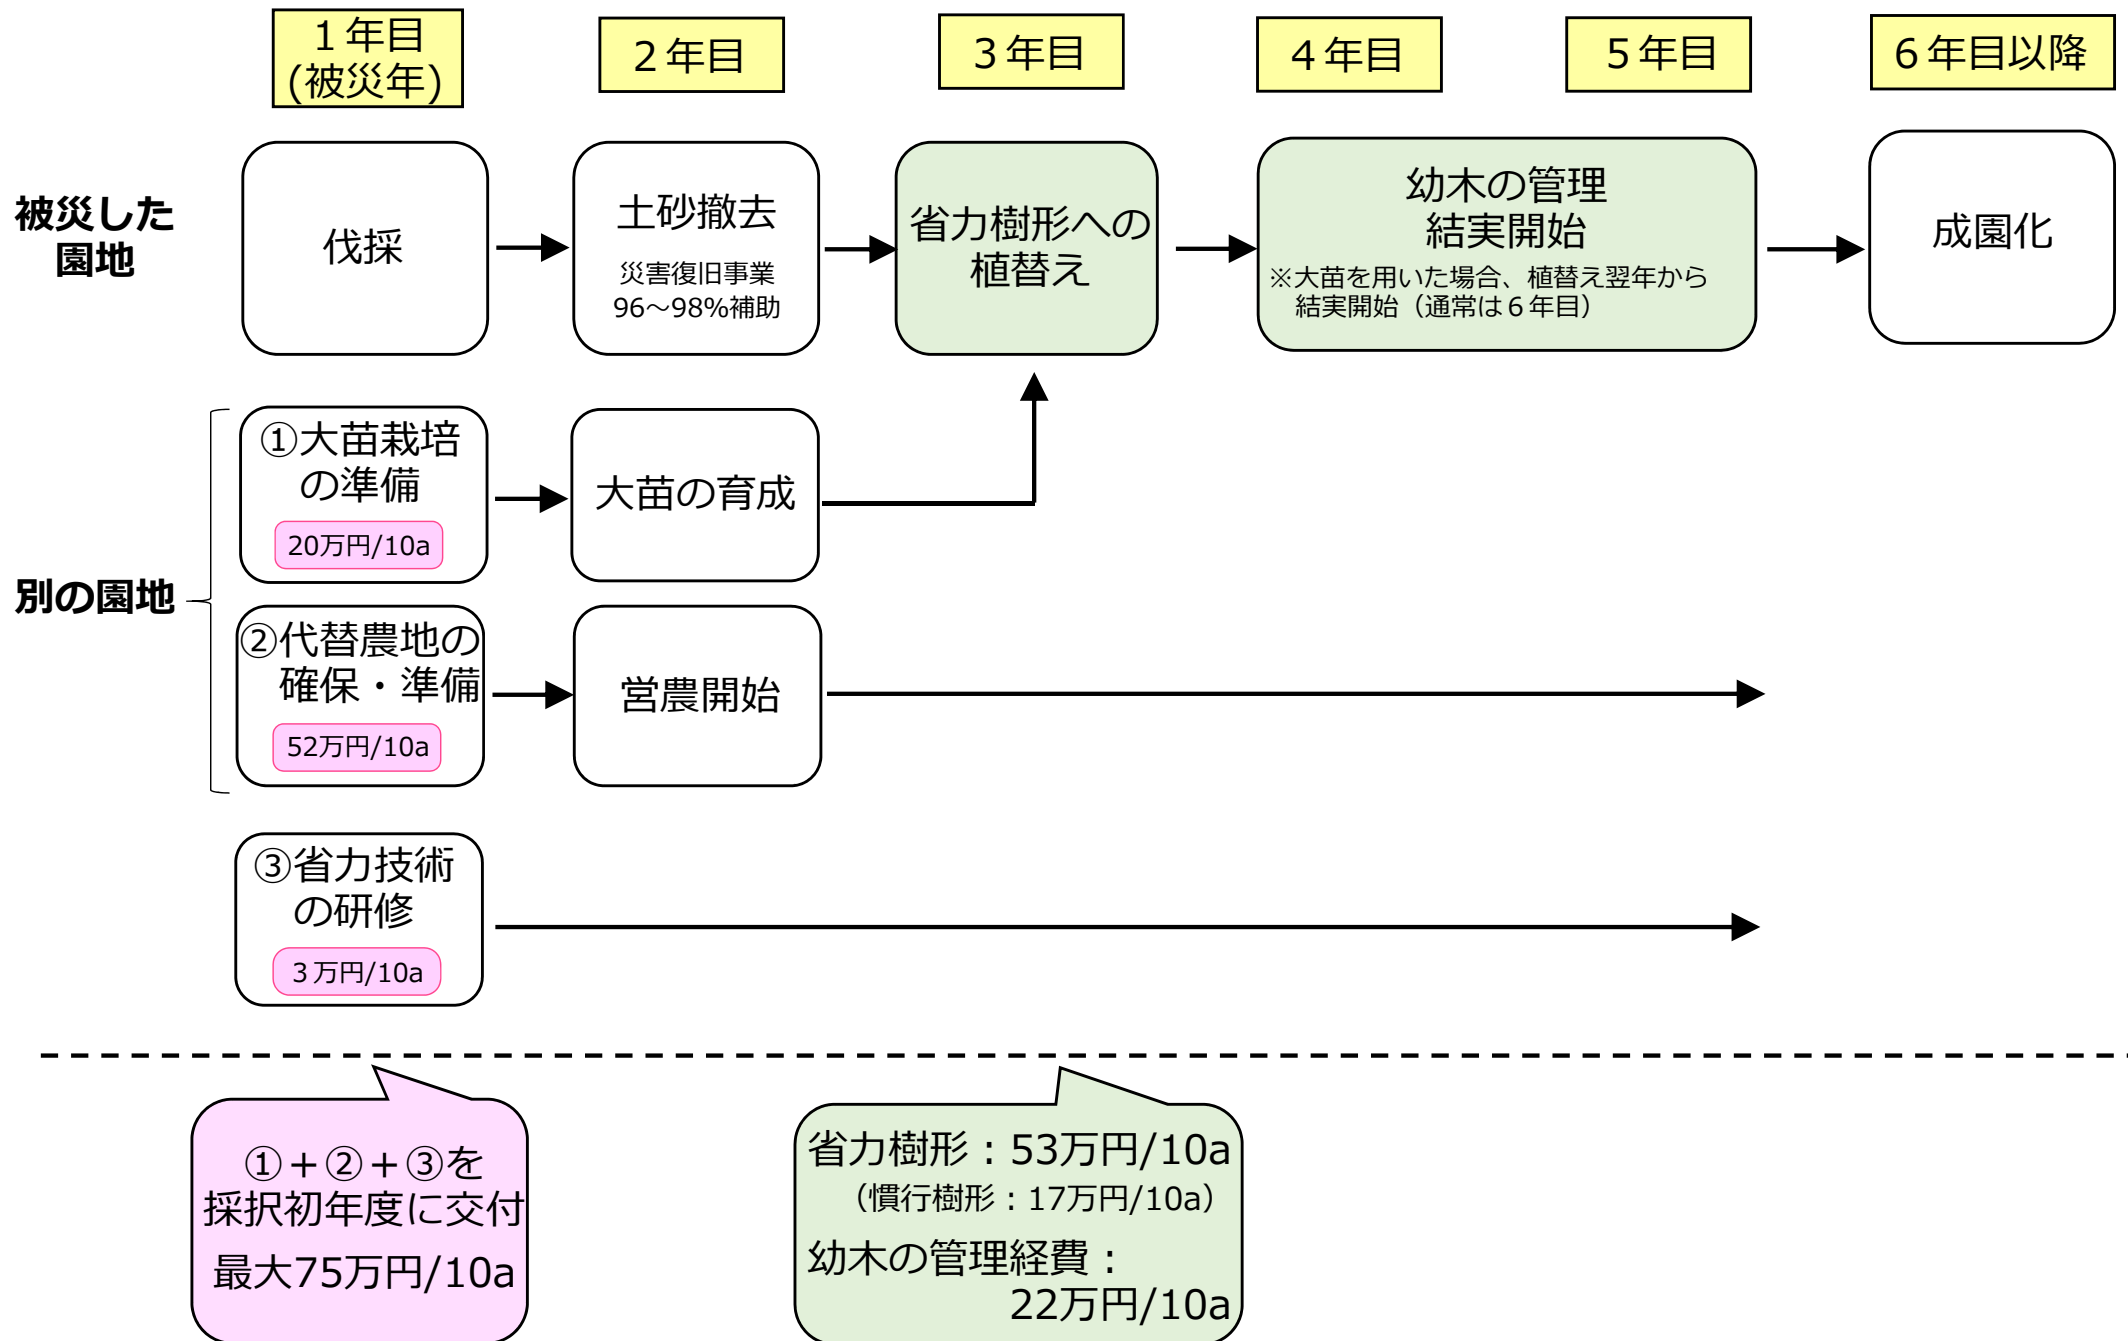 １年目
(被災年)
２年目
３年目
４年目
５年目
６年目以降
被災した
園地
伐採
土砂撤去
災害復旧事業
96～98%補助
省力樹形への
植替え
幼木の管理
結実開始
※大苗を用いた場合、植替え翌年から
結実開始（通常は６年目）
成園化
別の園地
①大苗栽培
の準備
20万円/10a
大苗の育成
②代替農地の
確保・準備
52万円/10a
営農開始
③省力技術
の研修
３万円/10a
①＋②＋③を
採択初年度に交付
最大75万円/10a
省力樹形：53万円/10a
（慣行樹形：17万円/10a）
幼木の管理経費：
22万円/10a